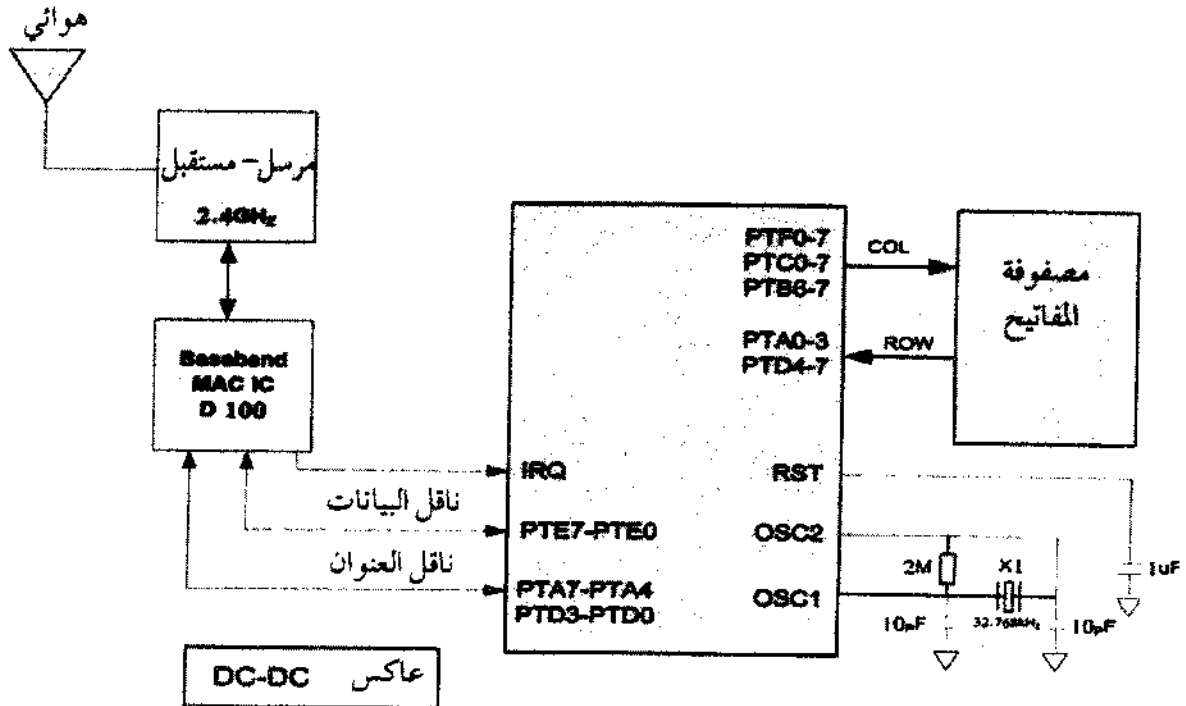 هوائي
مرسل - مستقبل
2.4GHz
Baseband
MAC IC
D 100
ناقل البيانات
ناقل العنوان
DC-DC عاكس
IRQ
PTE7-PTE0
PTA7-PTA4
PTD3-PTD0
PTF0-7
PTC0-7
PTB6-7
PTA0-3
PTD4-7
RST
OSC2
OSC1
COL
ROW
مصفوفة
المفاتيح
2M
X1
32.768kHz
10pF
10pF
1uF